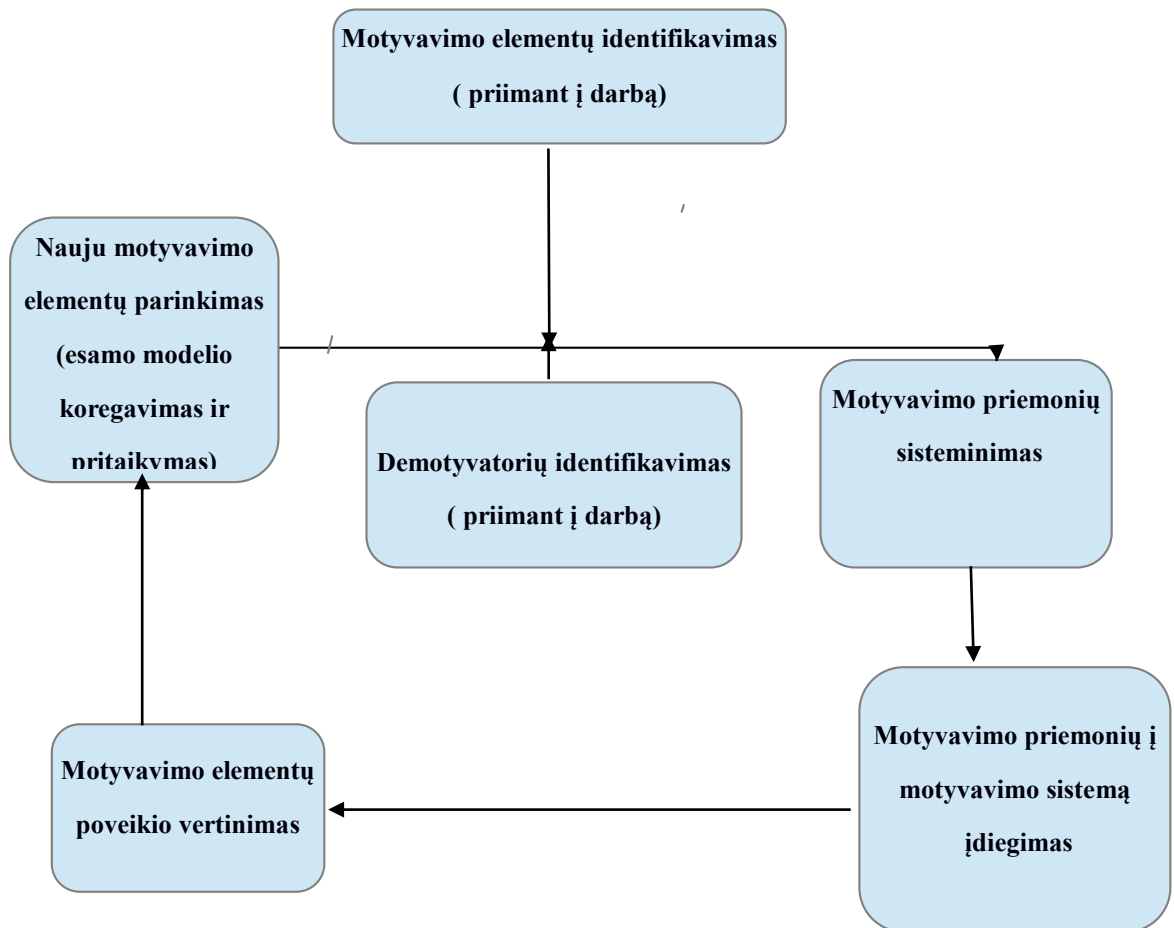 Motyvavimo elementų identifikavimas
( priimant į darbą)
Nauju motyvavimo
elementų parinkimas
(esamo modelio
koregavimas ir
pritaikymas)
Demotyvatorių identifikavimas
( priimant į darbą)
Motyvavimo priemonių
sisteminimas
Motyvavimo priemonių į
motyvavimo sistemą
įdiegimas
Motyvavimo elementų
poveikio vertinimas